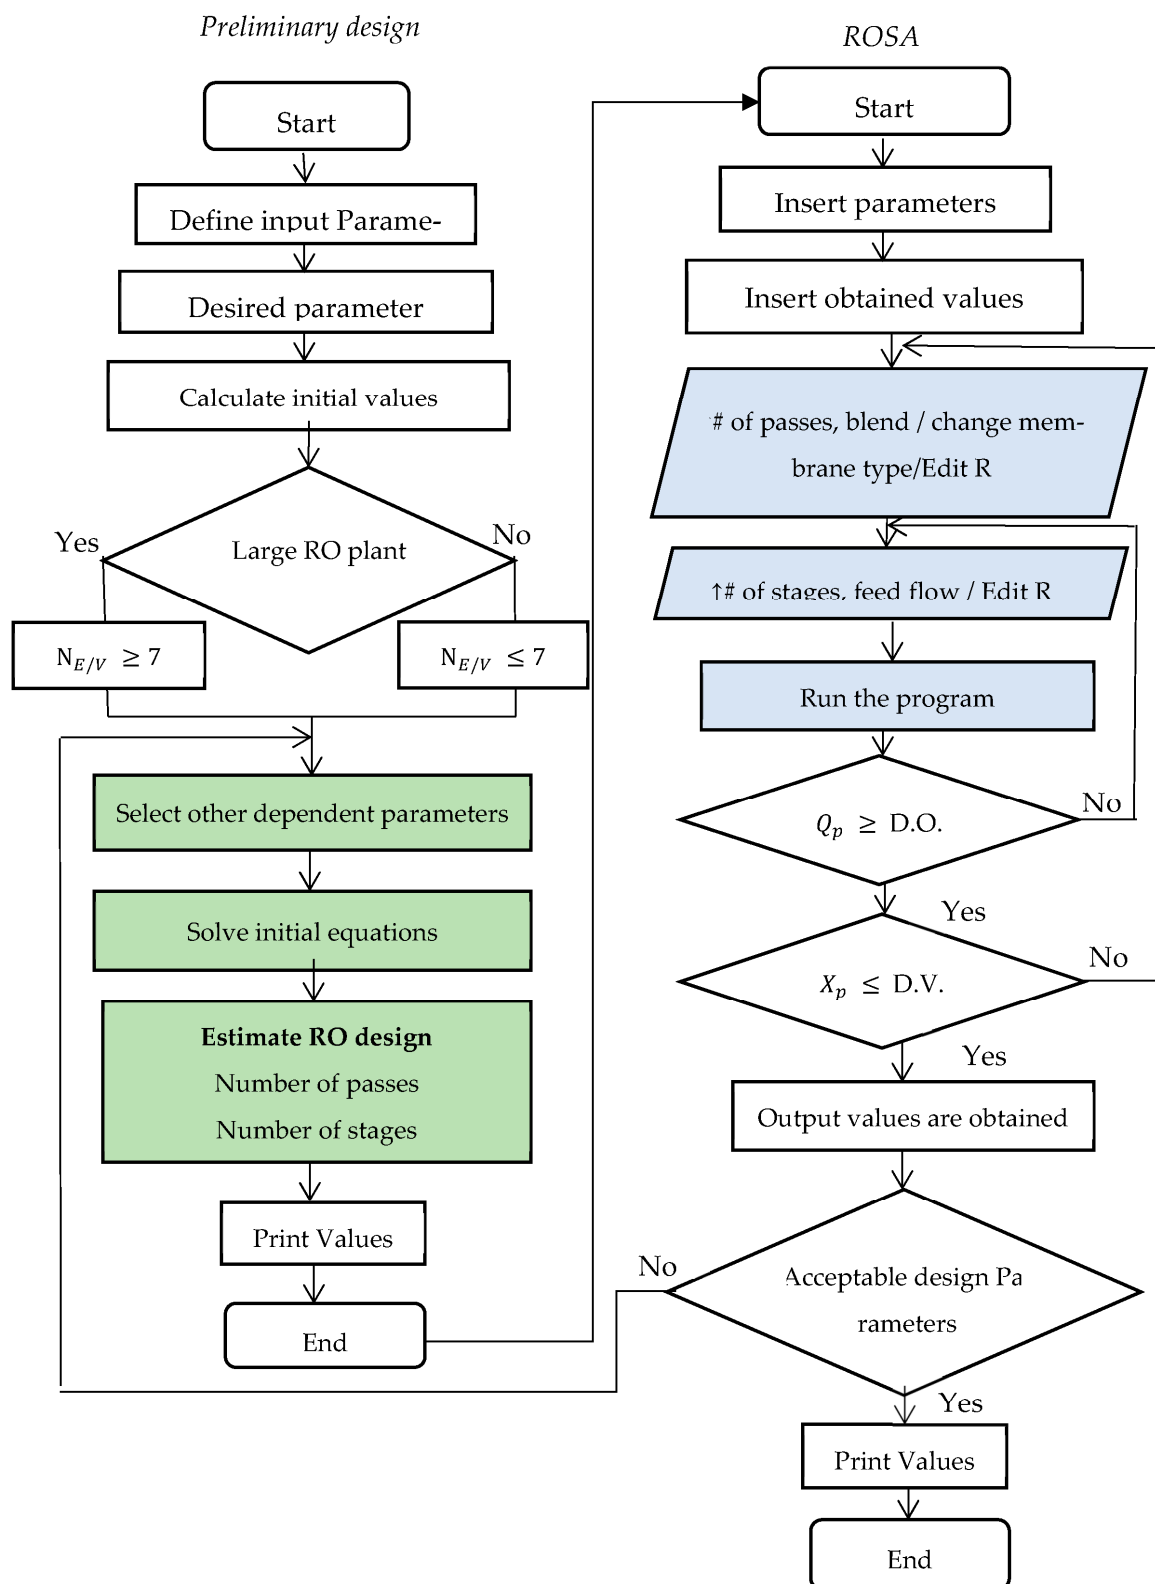 Preliminary design
Start
Define input Parame-
Desired parameter
Calculate initial values
Large RO plant
Yes
No
N_{E/V} ≥ 7
N_{E/V} ≤ 7
Select other dependent parameters
Solve initial equations
Estimate RO design
Number of passes
Number of stages
Print Values
End
ROSA
Start
Insert parameters
Insert obtained values
# of passes, blend / change mem-
brane type/Edit R
↑# of stages, feed flow / Edit R
Run the program
Q_p ≥ D.O.
No
Yes
X_p ≤ D.V.
No
Yes
Output values are obtained
No
Acceptable design Pa
rameters
Yes
Print Values
End